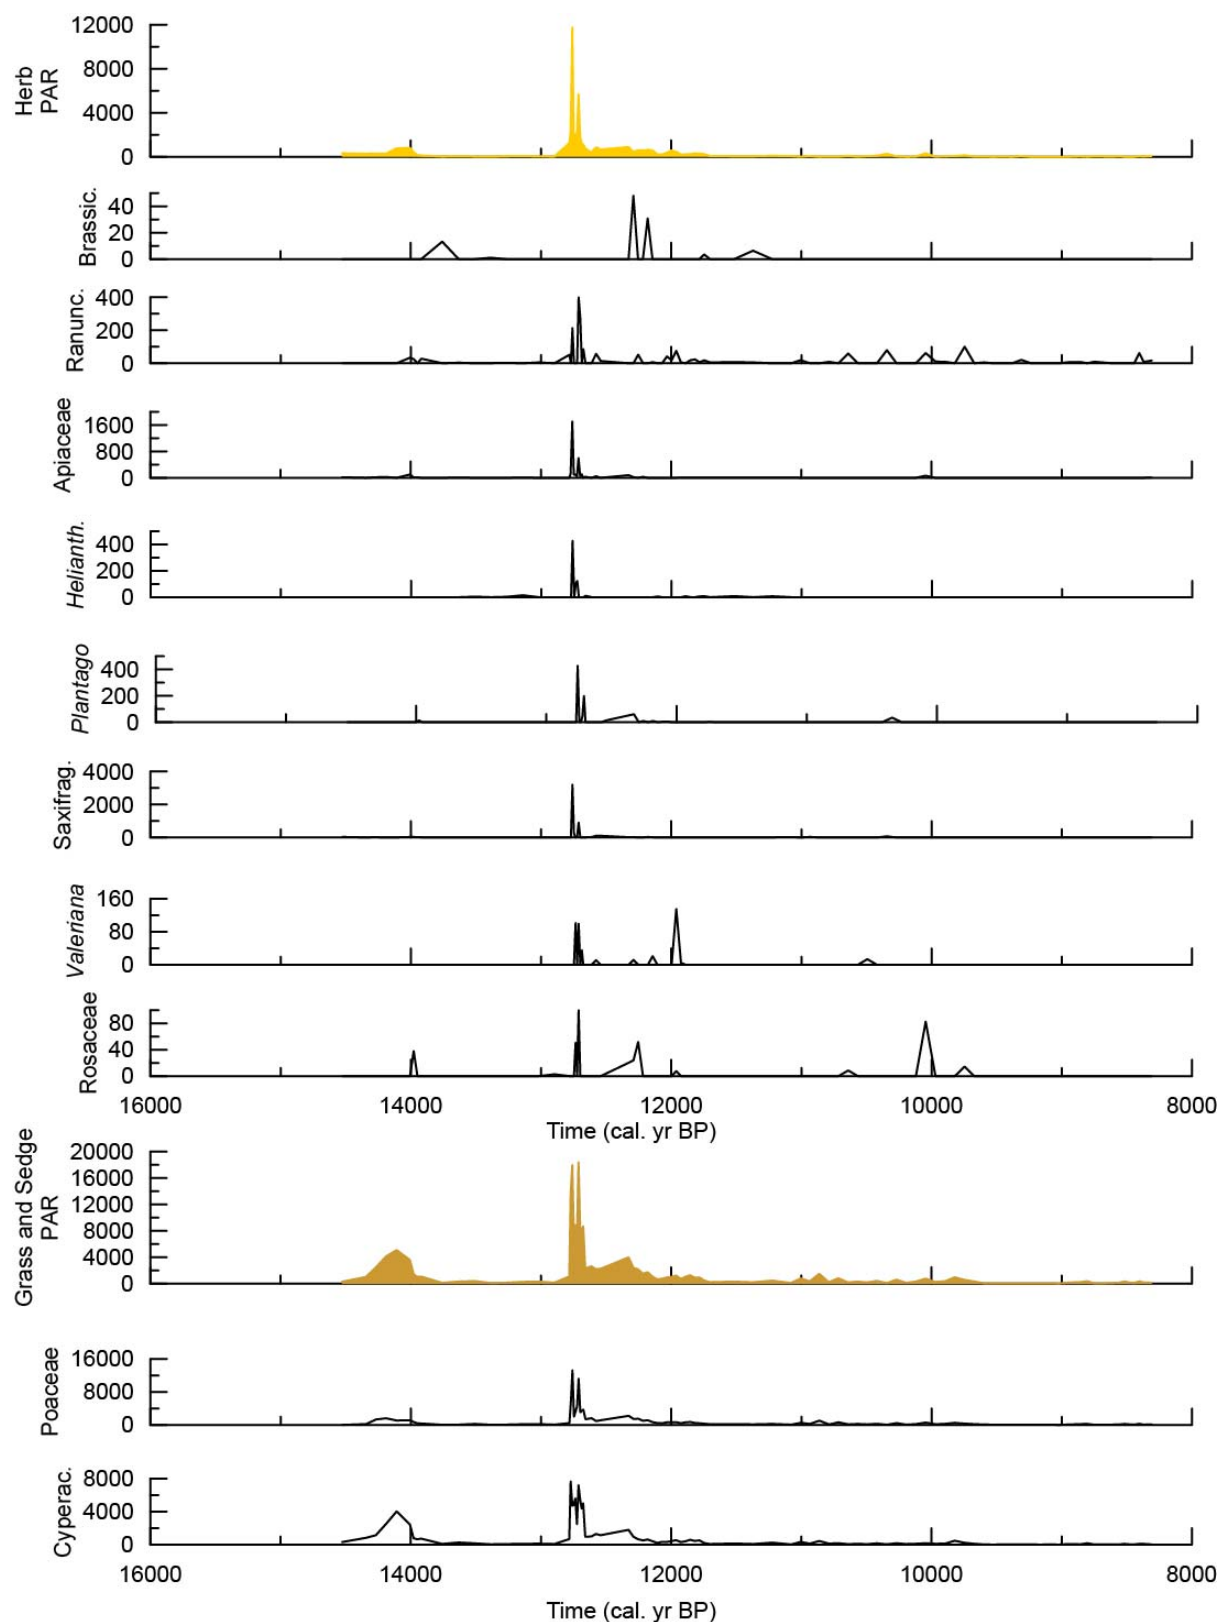 Herb
PAR
12000
8000
4000
0
Brassic.
40
20
0
Ranunc.
400
200
0
Apiaceae
1600
800
0
Helianth.
400
200
0
Plantago
400
200
0
Saxifrag.
4000
2000
0
Valeriana
160
80
0
Rosaceae
80
40
0
16000 14000 12000 10000 8000
Time (cal. yr BP)
Grass and Sedge
PAR
20000
16000
12000
8000
4000
0
Poaceae
16000
8000
0
Cyperac.
8000
4000
0
16000 14000 12000 10000 8000
Time (cal. yr BP)